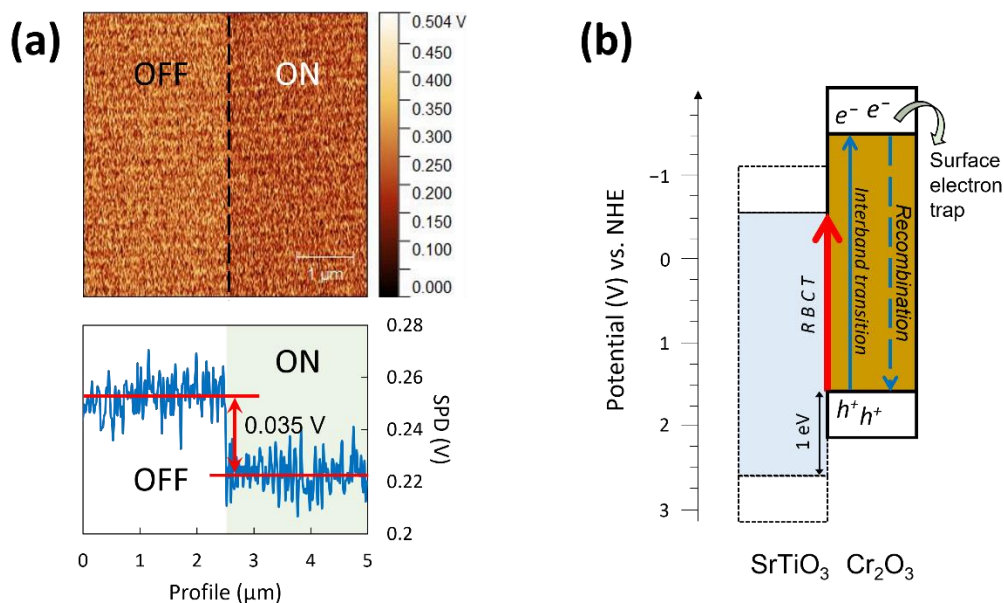 (a)
OFF
ON
0.504 V
0.450
0.400
0.350
0.300
0.250
0.200
0.150
0.100
0.000
1 μm
0.28
0.26
0.24
0.22
0.2
SPD (V)
ON
0.035 V
OFF
0
1
2
3
4
5
Profile (μm)
(b)
Potential (V) vs. NHE
−1
0
1
2
3
e⁻ e⁻
Surface
electron
trap
RBCT
Interband transition
Recombination
h⁺ h⁺
1 eV
SrTiO₃ Cr₂O₃